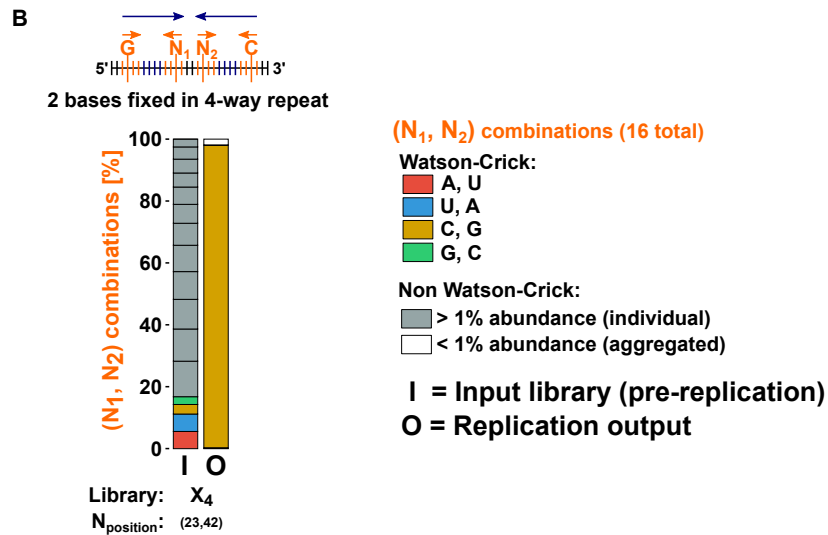 B
G N1 N2 C
5' 3'
2 bases fixed in 4-way repeat
(N1, N2) combinations [%]
100
80
60
40
20
0
I O
Library: X4
Nposition: (23,42)
(N1, N2) combinations (16 total)
Watson-Crick:
A, U
U, A
C, G
G, C
Non Watson-Crick:
> 1% abundance (individual)
< 1% abundance (aggregated)
I = Input library (pre-replication)
O = Replication output